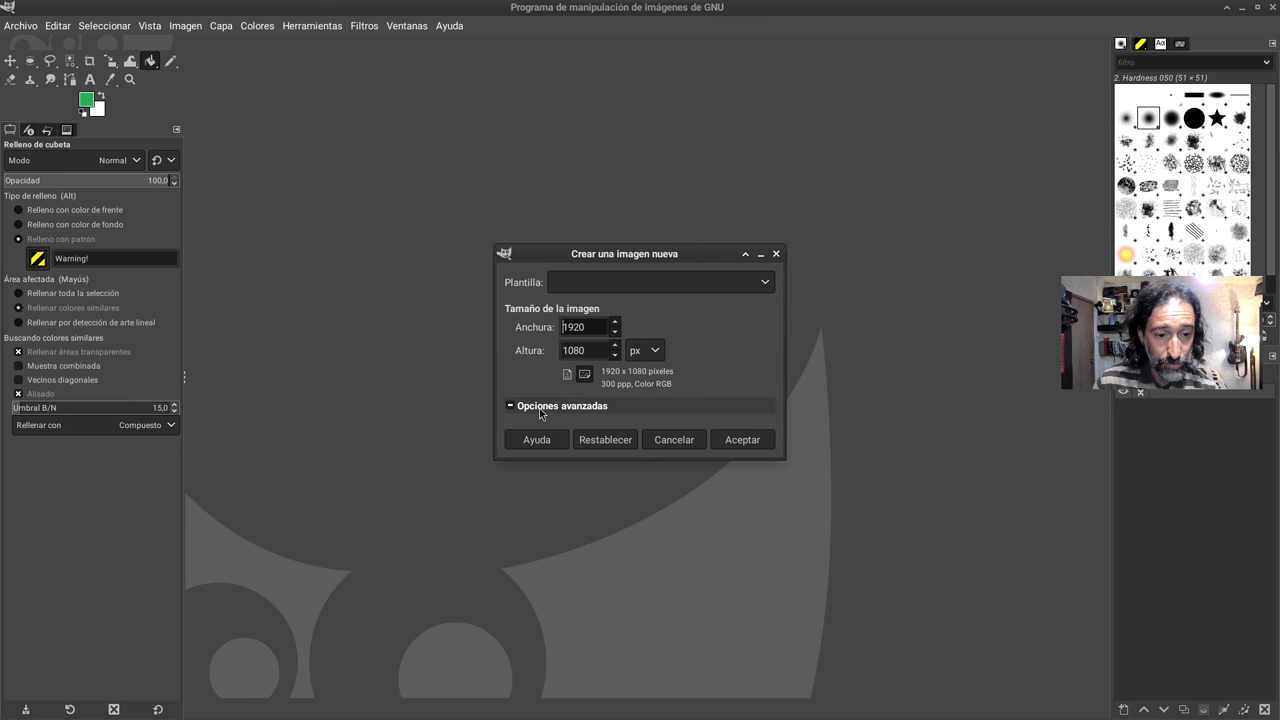 Programa de manipulación de imágenes de GNU
Archivo Editar Seleccionar Vista Imagen Capa Colores Herramientas Filtros Ventanas Ayuda
filtro
2. Hardness 050 (51 × 51)
Relleno de cubeta
Modo Normal
Opacidad 100,0
Tipo de relleno (Alt)
Relleno con color de frente
Relleno con color de fondo
Relleno con patrón
Warning!
Área afectada (Mayús)
Rellenar toda la selección
Rellenar colores similares
Rellenar por detección de arte lineal
Buscando colores similares
Rellenar áreas transparentes
Muestra combinada
Vecinos diagonales
Alisado
Umbral B/N 15,0
Rellenar con Compuesto
Crear una imagen nueva
Plantilla:
Tamaño de la imagen
Anchura: 1920
Altura: 1080 px
1920 x 1080 píxeles
300 ppp, Color RGB
Opciones avanzadas
Ayuda Restablecer Cancelar Aceptar